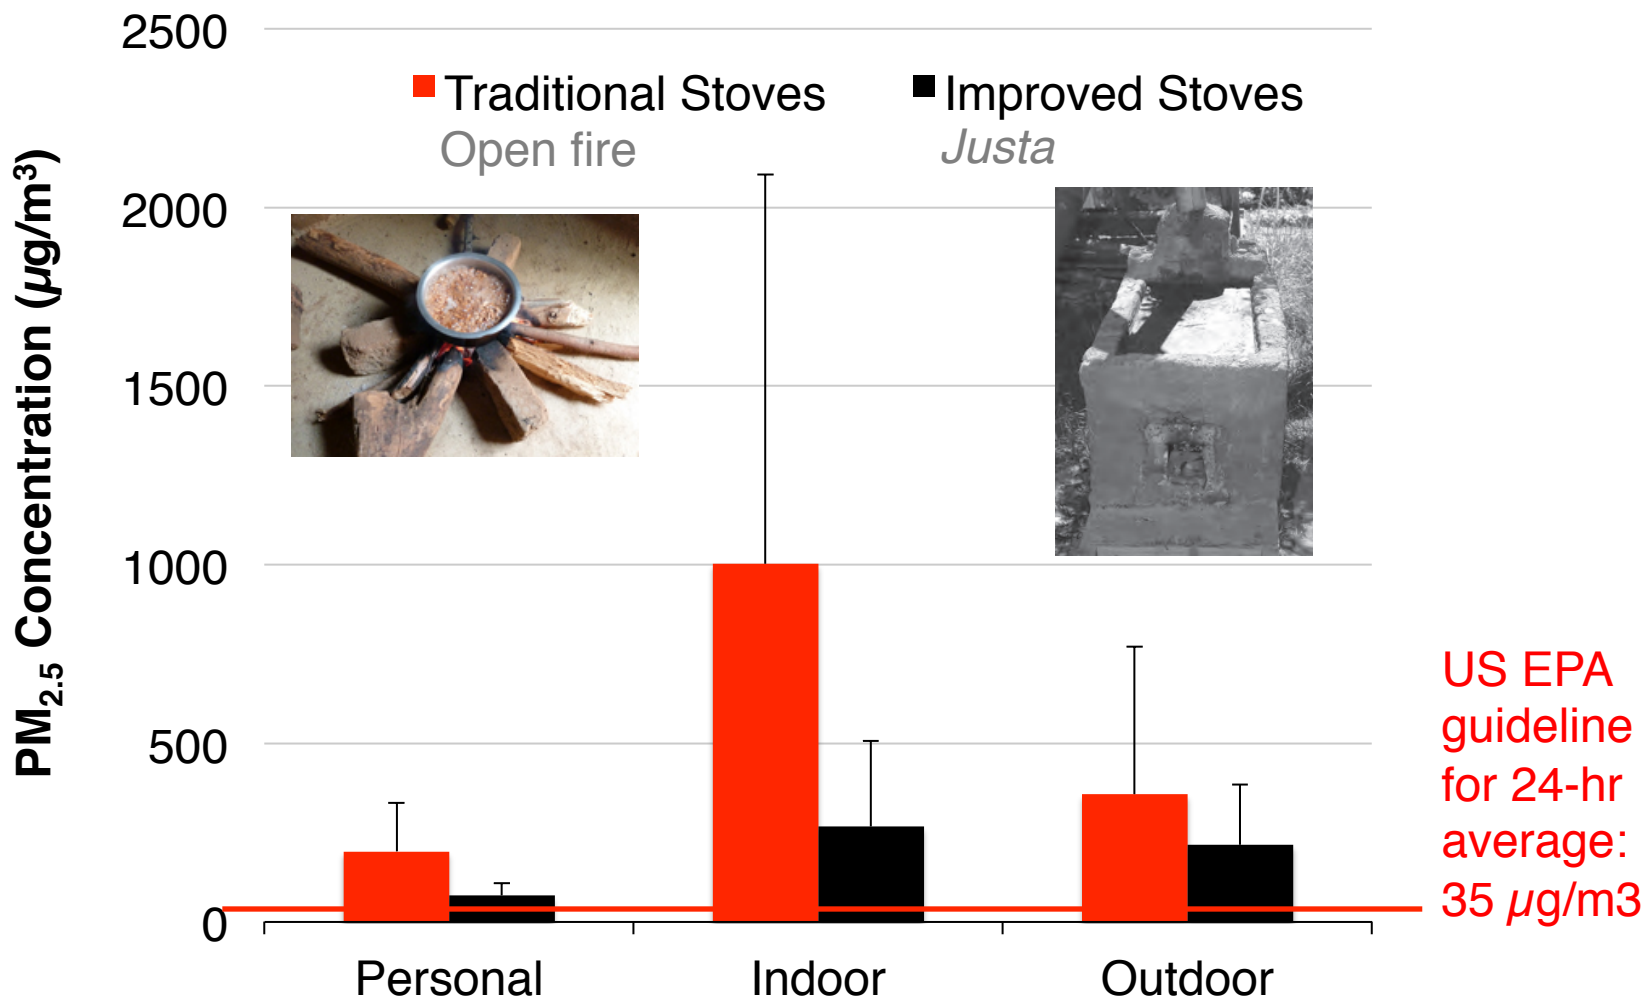 2500
2000
1500
1000
500
0
PM2.5 Concentration (µg/m³)
Traditional Stoves
Open fire
Improved Stoves
Justa
US EPA
guideline
for 24-hr
average:
35 µg/m3
Personal
Indoor
Outdoor